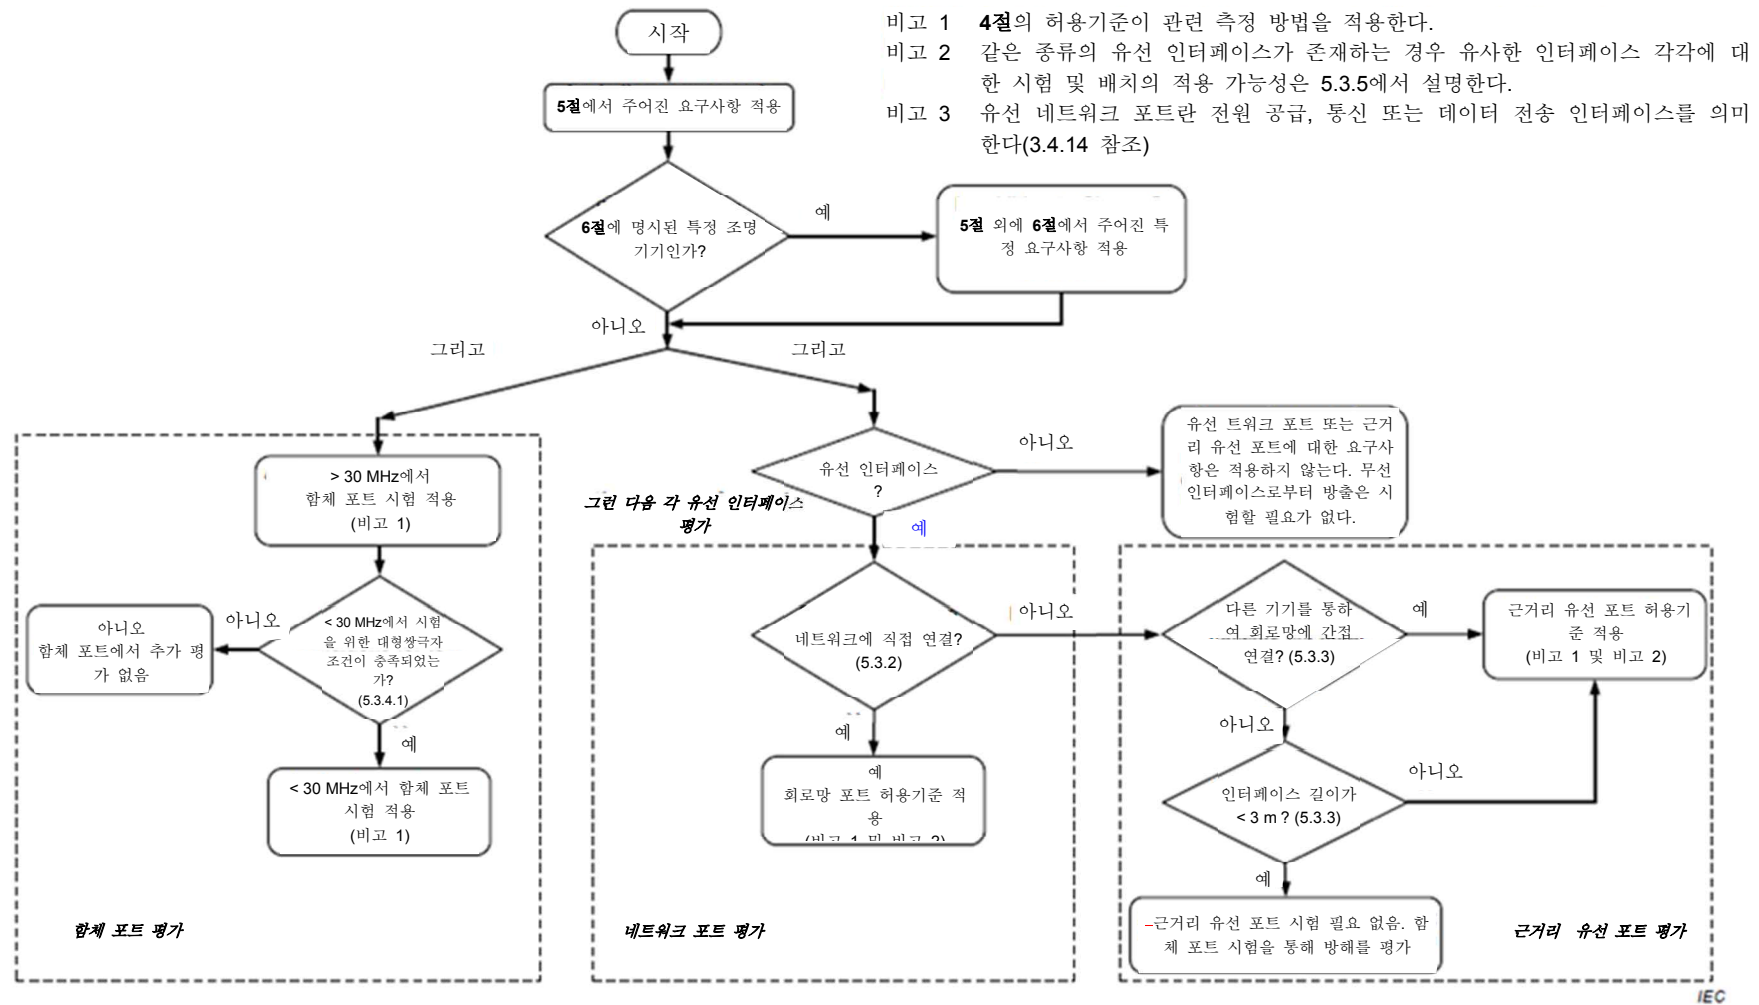 시작
비고 1 4절의 허용기준이 관련 측정 방법을 적용한다.
비고 2 같은 종류의 유선 인터페이스가 존재하는 경우 유사한 인터페이스 각각에 대
한 시험 및 배치의 적용 가능성은 5.3.5에서 설명한다.
비고 3 유선 네트워크 포트란 전원 공급, 통신 또는 데이터 전송 인터페이스를 의미
한다(3.4.14 참조)
5절에서 주어진 요구사항 적용
6절에 명시된 특정 조명
기기인가?
예
5절 외에 6절에서 주어진 특
정 요구사항 적용
아니오
그리고
그리고
> 30 MHz에서
함체 포트 시험 적용
(비고 1)
< 30 MHz에서 시험
을 위한 대형쌍극자
조건이 충족되었는
가?
(5.3.4.1)
아니오
아니오
함체 포트에서 추가 평
가 없음
예
< 30 MHz에서 함체 포트
시험 적용
(비고 1)
함체 포트 평가
유선 인터페이스
?
아니오
유선 트워크 포트 또는 근거
리 유선 포트에 대한 요구사
항은 적용하지 않는다. 무선
인터페이스로부터 방출은 시
험할 필요가 없다.
그런 다음 각 유선 인터페이스
평가
예
네트워크에 직접 연결?
(5.3.2)
아니오
예
예
회로망 포트 허용기준 적
용
(비고 1 및 비고 2)
네트워크 포트 평가
다른 기기를 통하
여 회로망에 간접
연결? (5.3.3)
예
근거리 유선 포트 허용기
준 적용
(비고 1 및 비고 2)
아니오
인터페이스 길이가
< 3 m ? (5.3.3)
아니오
예
–근거리 유선 포트 시험 필요 없음. 함
체 포트 시험을 통해 방해를 평가
근거리 유선 포트 평가
IEC